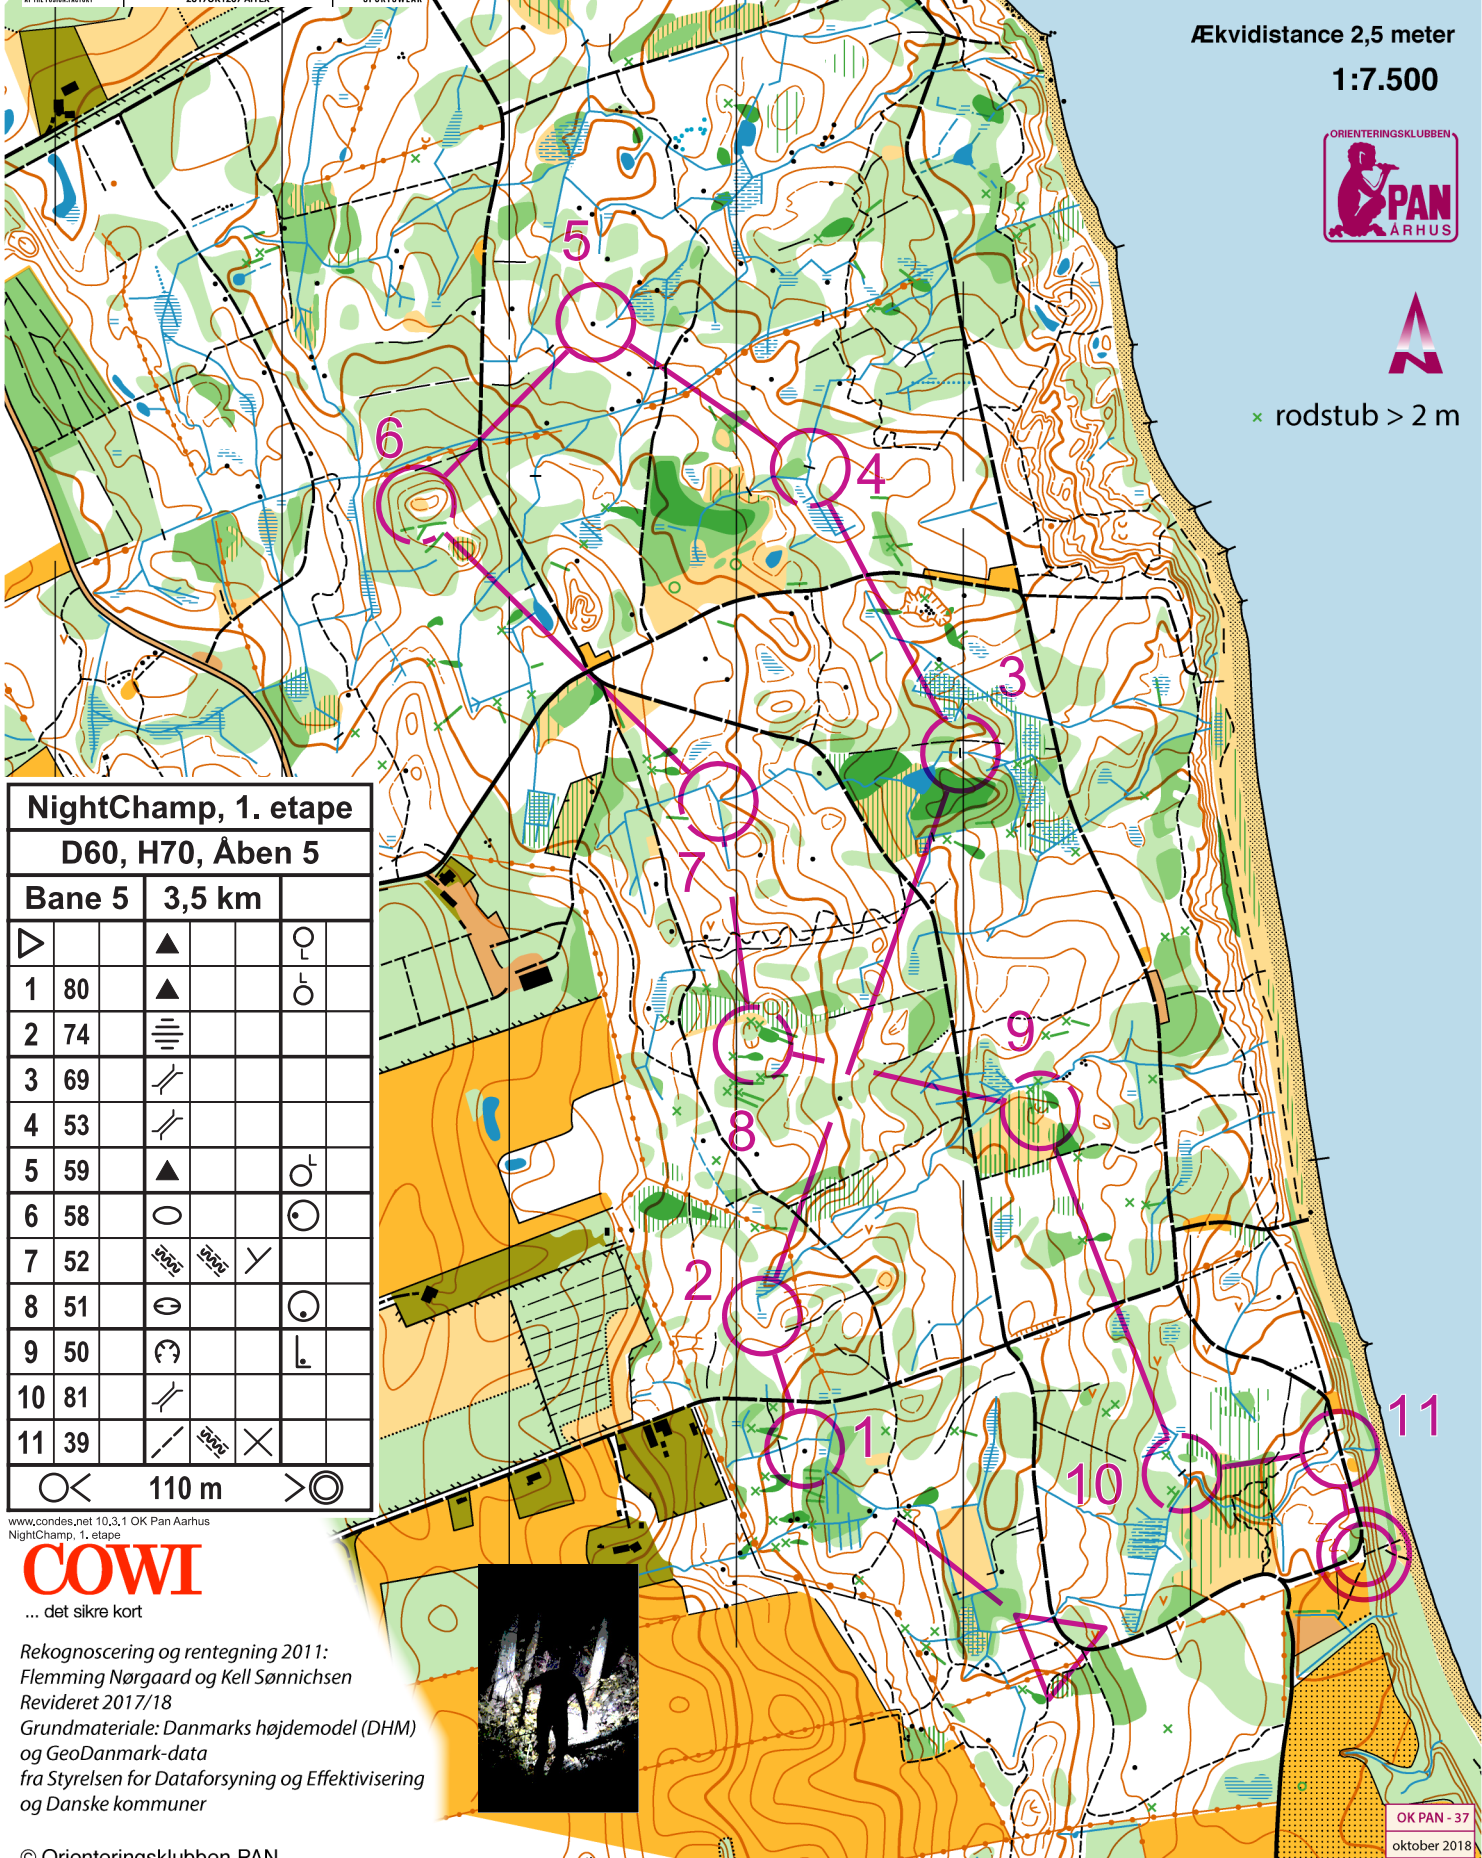 Ækvidistance 2,5 meter
1:7.500
ORIENTERINGSKLUBBEN
PAN
ÅRHUS
rodstub > 2 m
5
6
4
3
7
9
8
2
1
11
10
NightChamp, 1. etape
D60, H70, Åben 5
Bane 5 3,5 km
1 80
2 74
3 69
4 53
5 59
6 58
7 52
8 51
9 50
10 81
11 39
110 m
www.condes.net 10.3.1 OK Pan Aarhus
NightChamp, 1. etape
COWI
... det sikre kort
Rekognoscering og rentegning 2011:
Flemming Nørgaard og Kell Sønnichsen
Revideret 2017/18
Grundmateriale: Danmarks højdemodel (DHM)
og GeoDanmark-data
fra Styrelsen for Dataforsyning og Effektivisering
og Danske kommuner
© Orienteringsklubben PAN
OK PAN - 37
oktober 2018